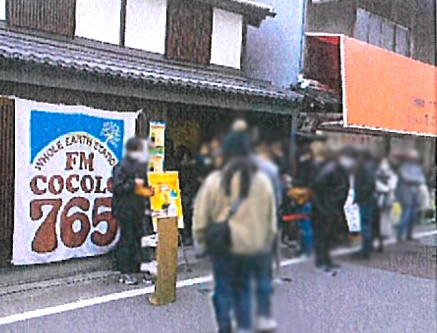 WHOLE EARTH STATION
FM
COCOLO
765